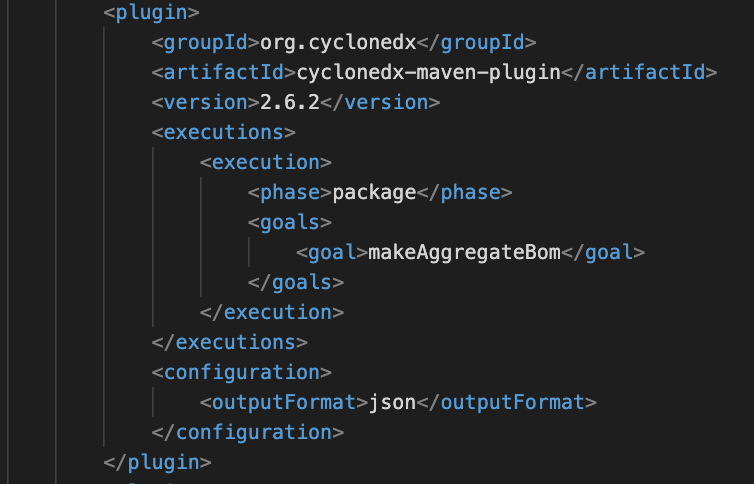 <plugin>
<groupId>org.cyclonedx</groupId>
<artifactId>cyclonedx-maven-plugin</artifactId>
<version>2.6.2</version>
<executions>
<execution>
<phase>package</phase>
<goals>
<goal>makeAggregateBom</goal>
</goals>
</execution>
</executions>
<configuration>
<outputFormat>json</outputFormat>
</configuration>
</plugin>